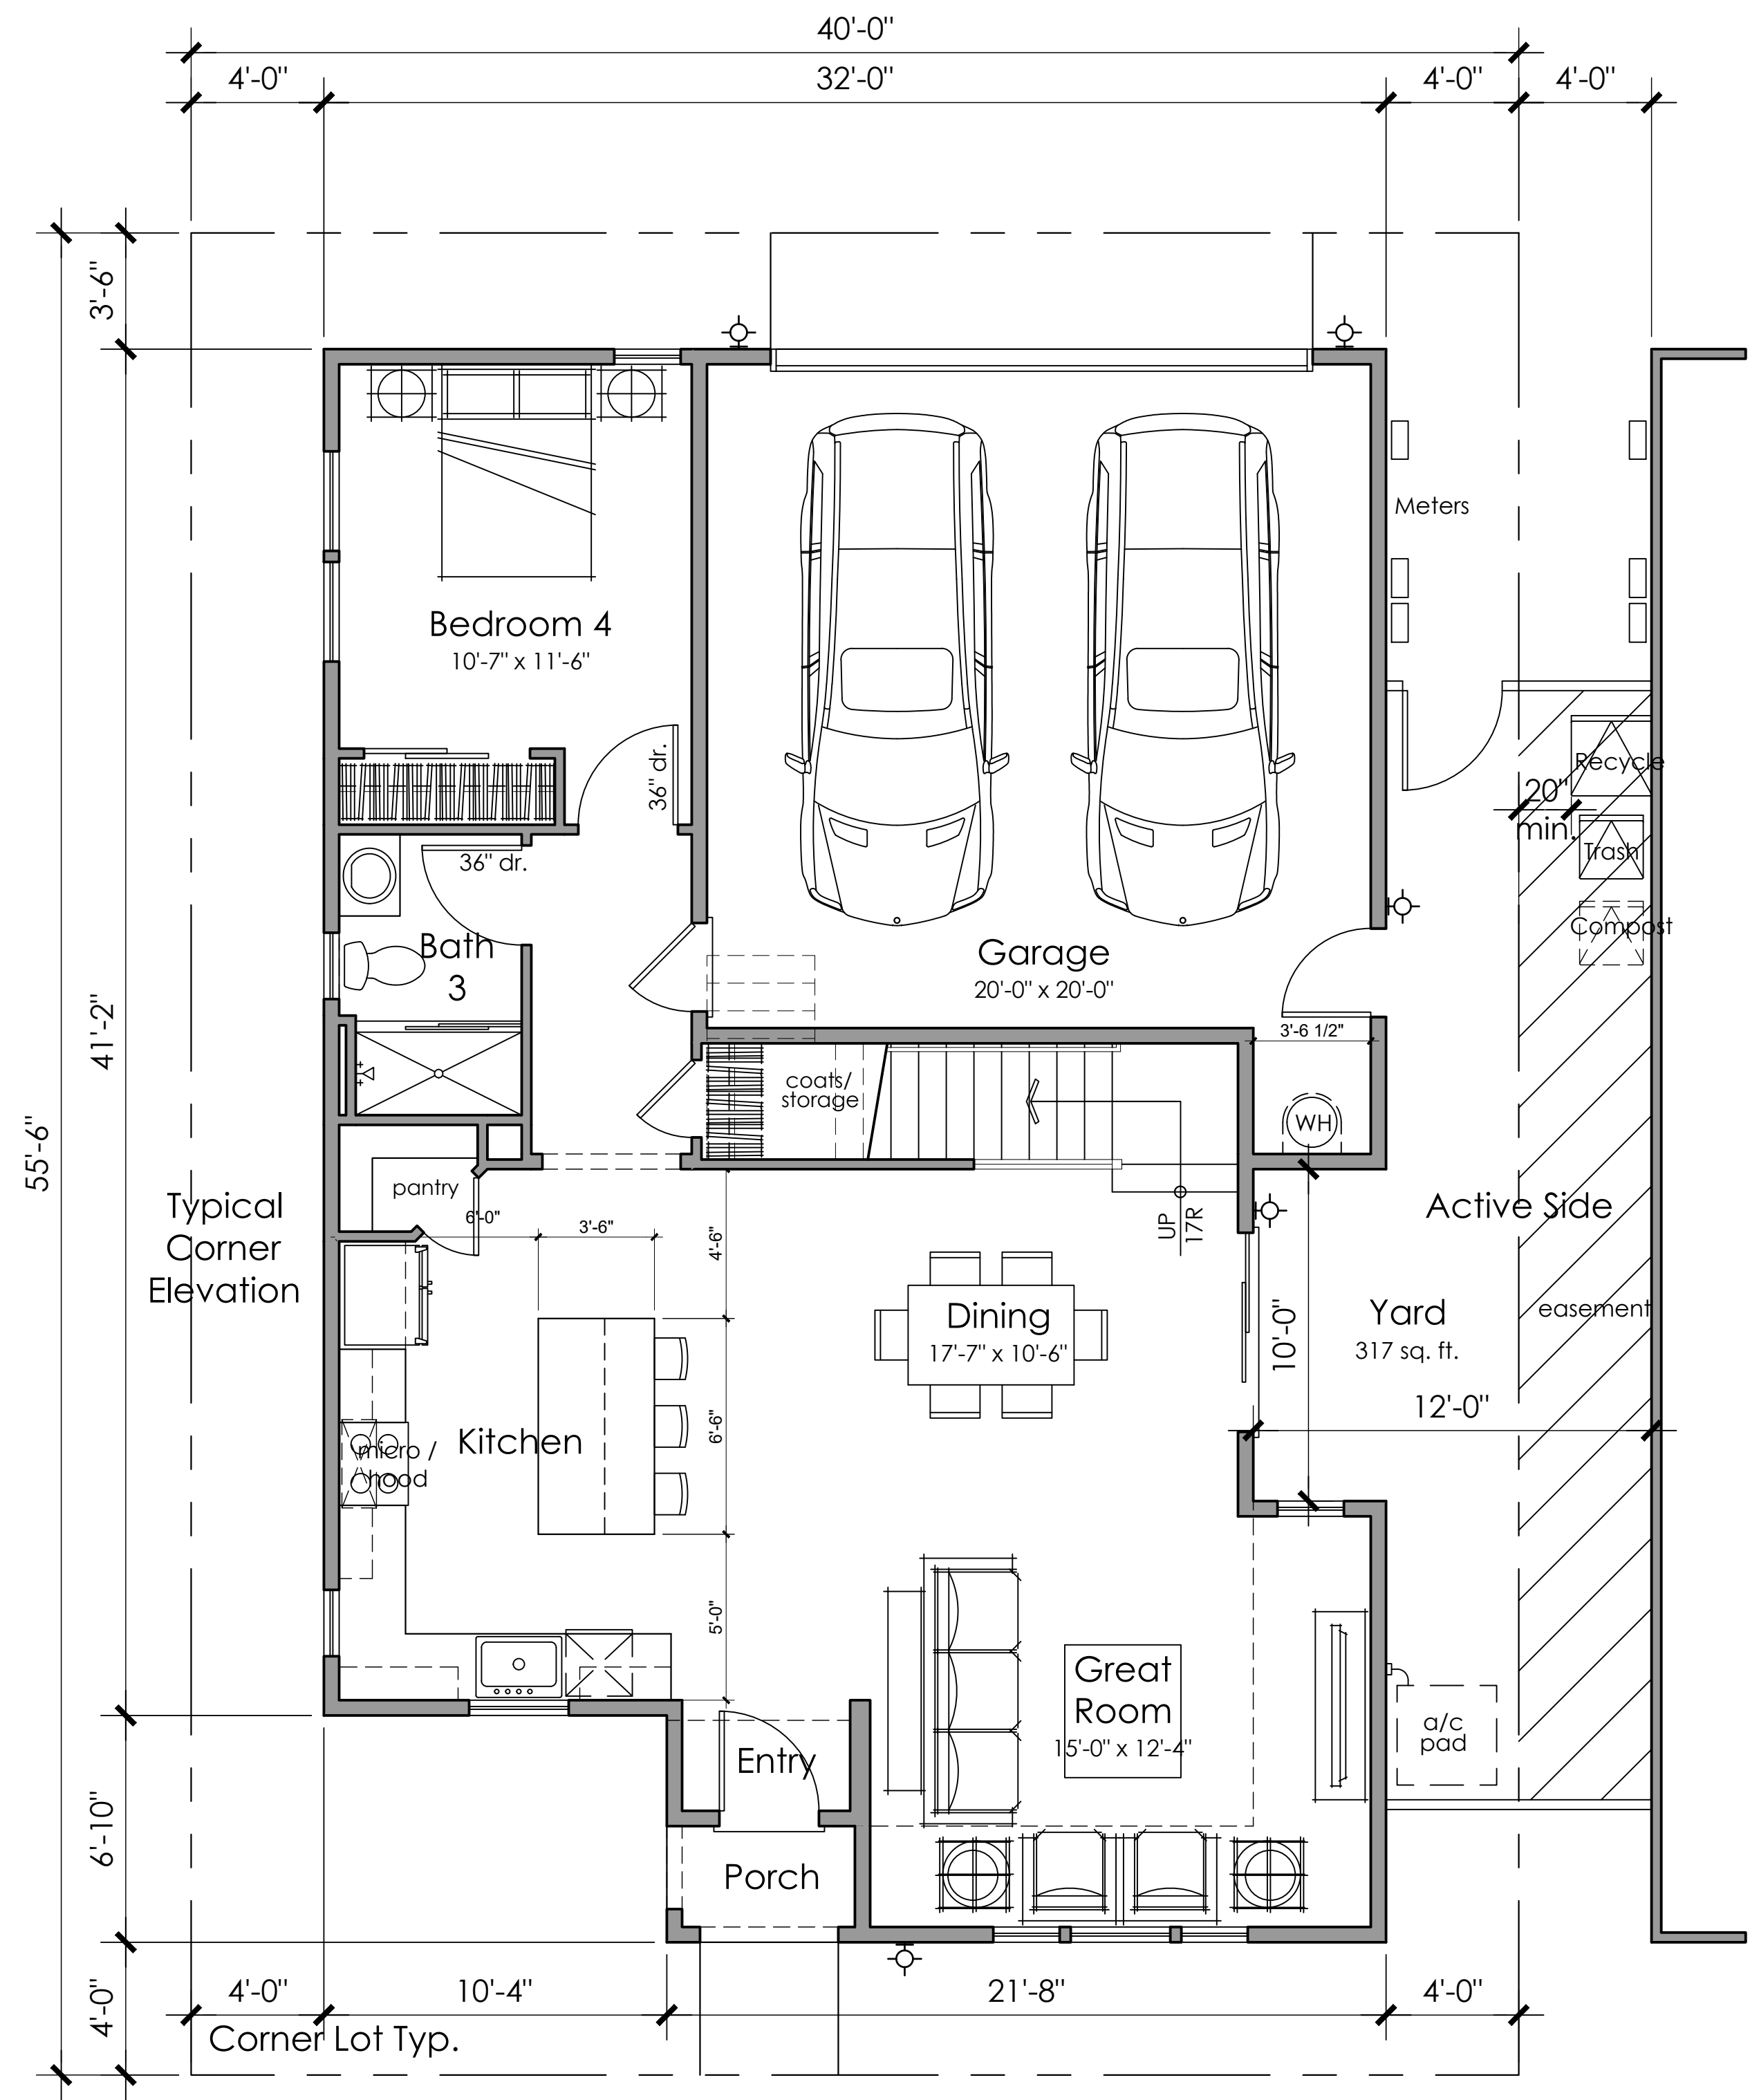 40'-0"
4'-0"
32'-0"
4'-0"
4'-0"
3'-6"
Meters
Bedroom 4
10'-7" x 11'-6"
36" dr.
Recycle
20"
min.
Trash
36" dr.
Compost
Bath
3
Garage
20'-0" x 20'-0"
41'-2"
3'-6 1/2"
coats/
storage
WH
55'-6"
pantry
Typical
Corner
Elevation
Active Side
6'-0"
3'-6"
4'-6"
UP
17R
Dining
17'-7" x 10'-6"
10'-0"
Yard
317 sq. ft.
easement
12'-0"
micro /
hood
Kitchen
6'-6"
5'-0"
Great
Room
15'-0" x 12'-4"
a/c
pad
Entry
6'-10"
Porch
4'-0"
4'-0"
10'-4"
21'-8"
4'-0"
Corner Lot Typ.